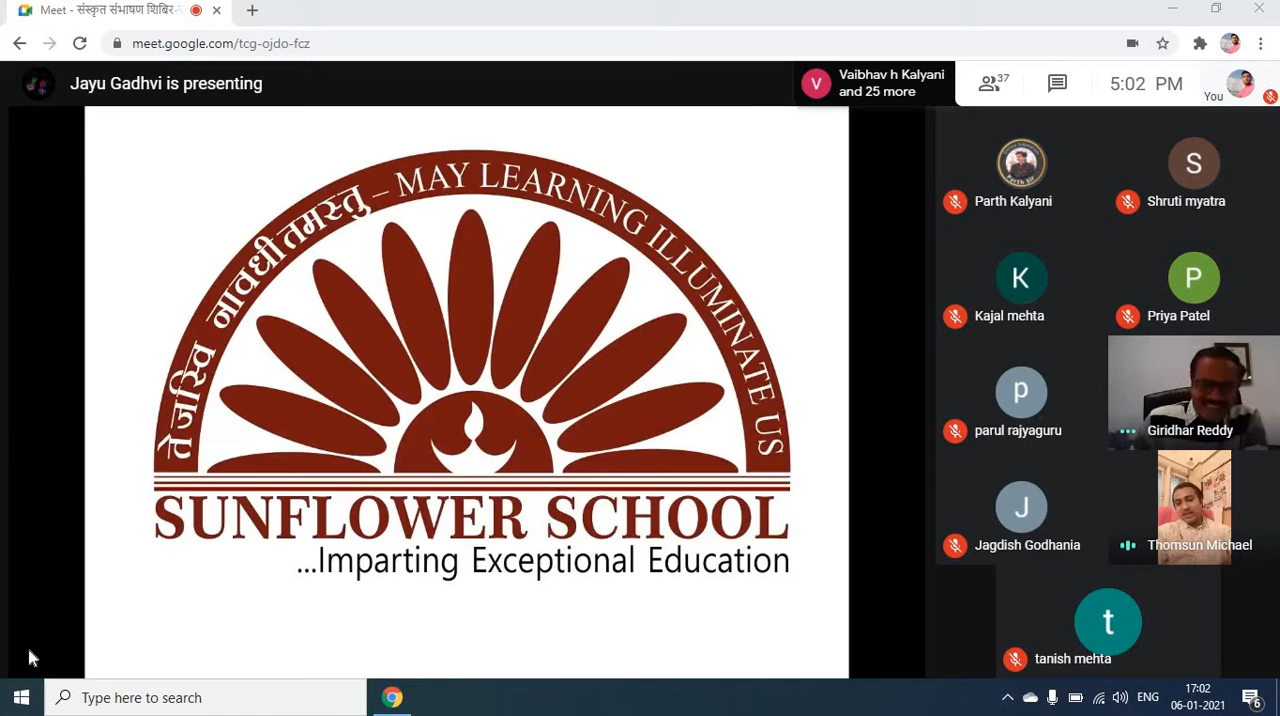 Meet - संस्कृत संभाषण शिबिर-
meet.google.com/tcg-ojdo-fcz
Jayu Gadhvi is presenting
V
Vaibhav h Kalyani
and 25 more
37
5:02 PM
You
तेजस्वि नावधीतमस्तु – MAY LEARNING ILLUMINATE US
SUNFLOWER SCHOOL
...Imparting Exceptional Education
Parth Kalyani
S
Shruti myatra
K
Kajal mehta
P
Priya Patel
p
parul rajyaguru
Giridhar Reddy
J
Jagdish Godhania
Thomsun Michael
t
tanish mehta
Type here to search
ENG
17:02
06-01-2021
6